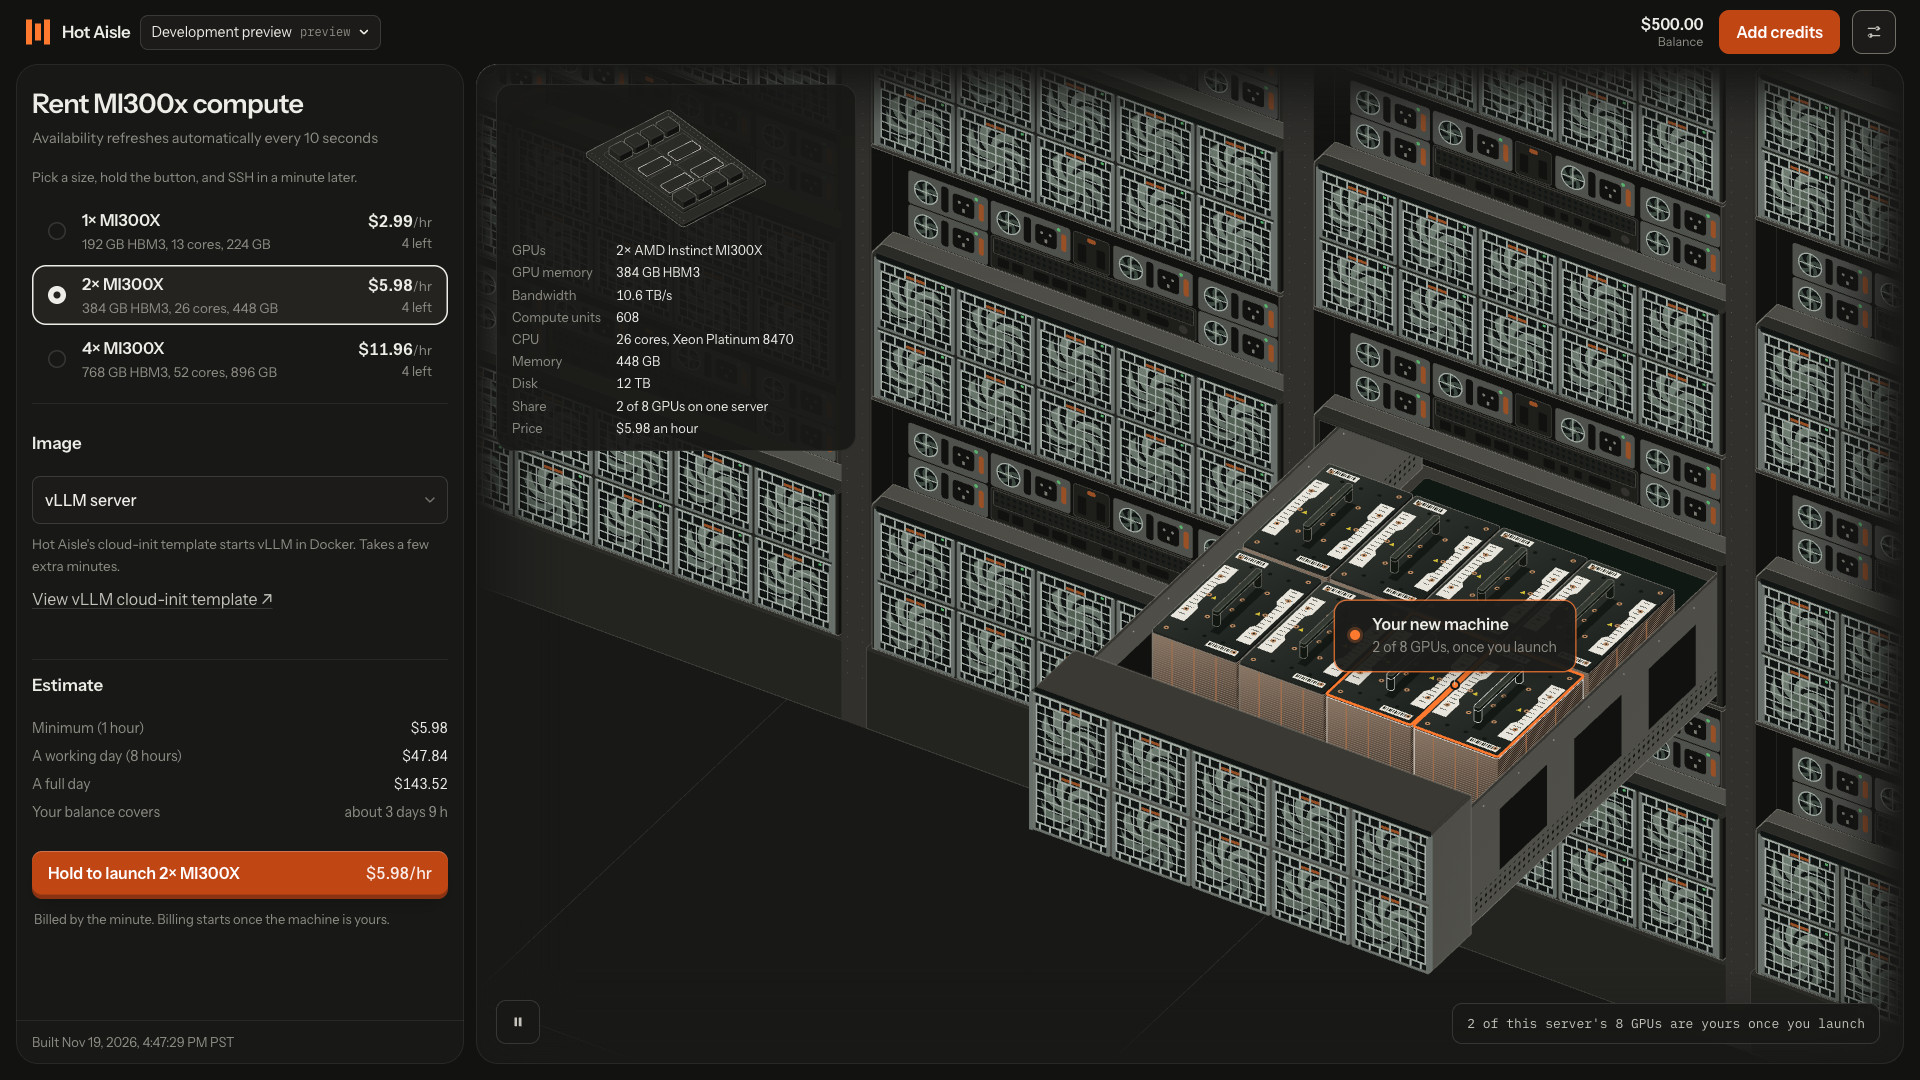 Hot Aisle
Development preview preview
$500.00
Balance
Add credits
Rent MI300x compute
Availability refreshes automatically every 10 seconds
Pick a size, hold the button, and SSH in a minute later.
1× MI300X $2.99/hr
192 GB HBM3, 13 cores, 224 GB 4 left
2× MI300X $5.98/hr
384 GB HBM3, 26 cores, 448 GB 4 left
4× MI300X $11.96/hr
768 GB HBM3, 52 cores, 896 GB 4 left
Image
vLLM server
Hot Aisle's cloud-init template starts vLLM in Docker. Takes a few
extra minutes.
View vLLM cloud-init template ↗
Estimate
Minimum (1 hour) $5.98
A working day (8 hours) $47.84
A full day $143.52
Your balance covers about 3 days 9 h
Hold to launch 2× MI300X $5.98/hr
Billed by the minute. Billing starts once the machine is yours.
Built Nov 19, 2026, 4:47:29 PM PST
GPUs 2× AMD Instinct MI300X
GPU memory 384 GB HBM3
Bandwidth 10.6 TB/s
Compute units 608
CPU 26 cores, Xeon Platinum 8470
Memory 448 GB
Disk 12 TB
Share 2 of 8 GPUs on one server
Price $5.98 an hour
Your new machine
2 of 8 GPUs, once you launch
2 of this server's 8 GPUs are yours once you launch